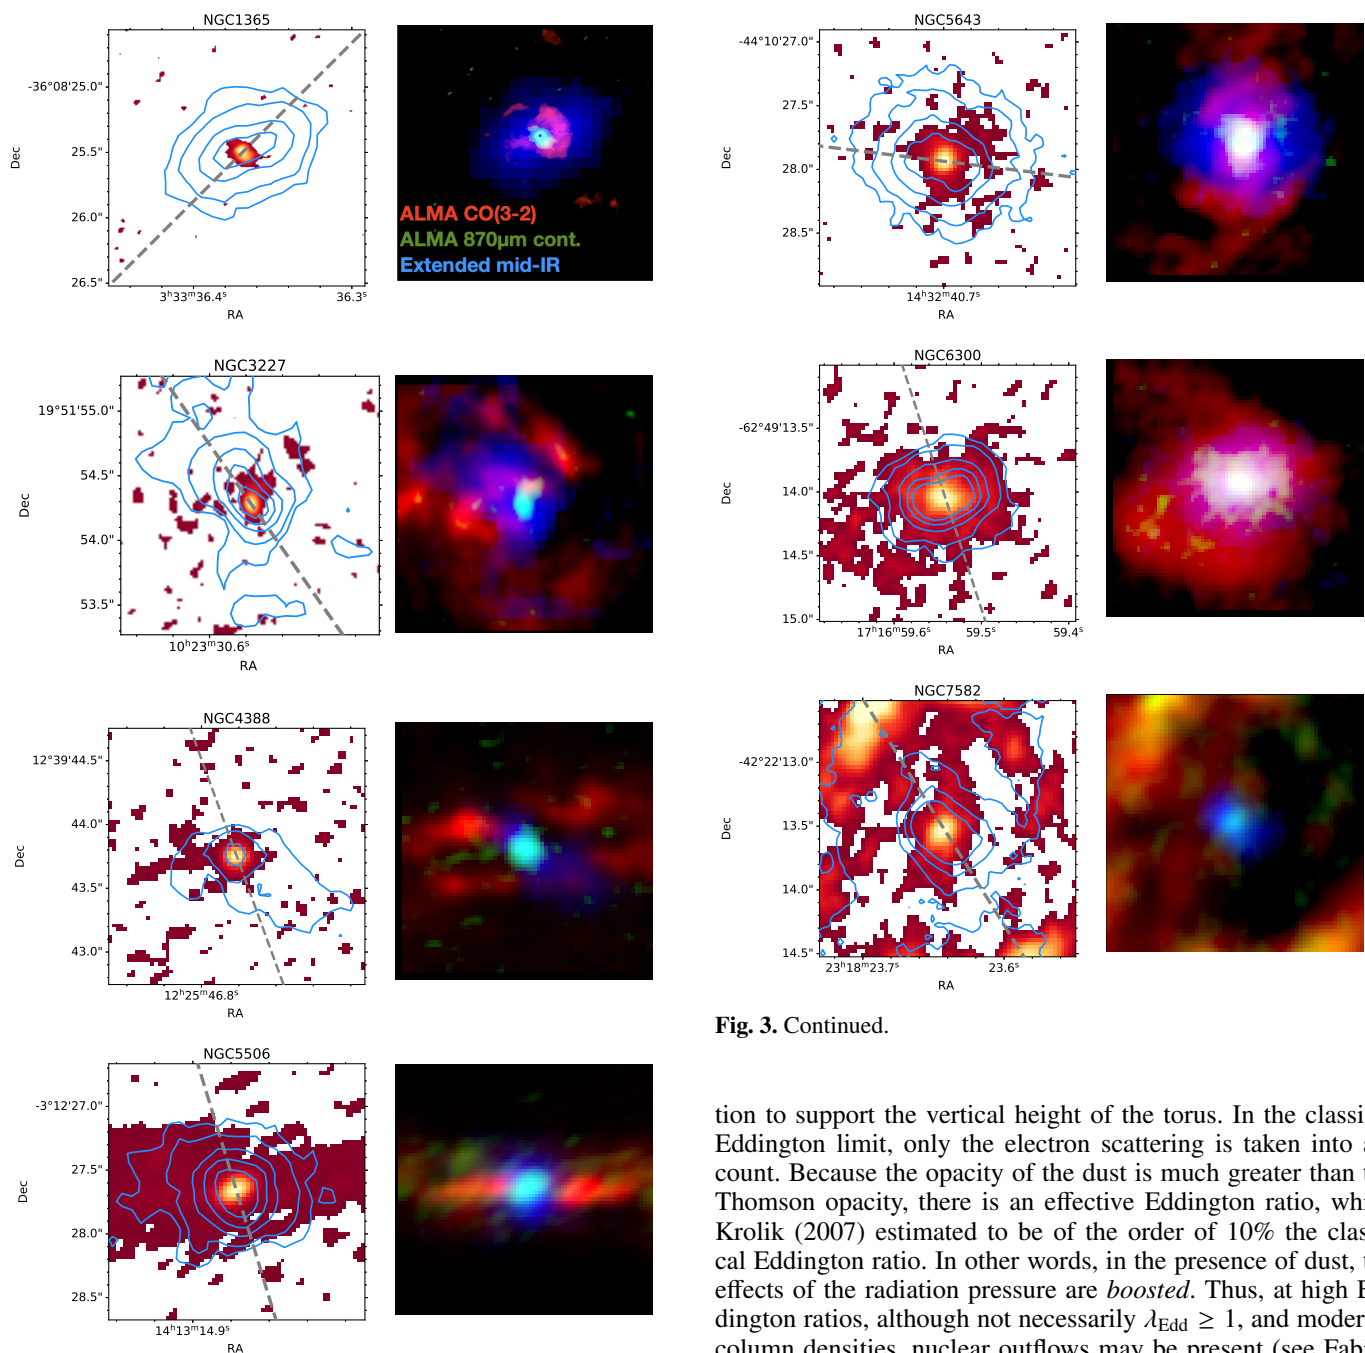 NGC1365
-36°08'25.0"
25.5"
26.0"
26.5"
Dec
3ʰ33ᵐ36.4ˢ
36.3ˢ
RA
ALMA CO(3-2)
ALMA 870µm cont.
Extended mid-IR
NGC3227
19°51'55.0"
54.5"
54.0"
53.5"
Dec
10ʰ23ᵐ30.6ˢ
RA
NGC4388
12°39'44.5"
44.0"
43.5"
43.0"
Dec
12ʰ25ᵐ46.8ˢ
RA
NGC5506
-3°12'27.0"
27.5"
28.0"
28.5"
Dec
14ʰ13ᵐ14.9ˢ
RA
NGC5643
-44°10'27.0"
27.5"
28.0"
28.5"
Dec
14ʰ32ᵐ40.7ˢ
RA
NGC6300
-62°49'13.5"
14.0"
14.5"
15.0"
Dec
17ʰ16ᵐ59.6ˢ
59.5ˢ
59.4ˢ
RA
NGC7582
-42°22'13.0"
13.5"
14.0"
14.5"
Dec
23ʰ18ᵐ23.7ˢ
23.6ˢ
RA
Fig. 3. Continued.
tion to support the vertical height of the torus. In the classi
Eddington limit, only the electron scattering is taken into a
count. Because the opacity of the dust is much greater than t
Thomson opacity, there is an effective Eddington ratio, whi
Krolik (2007) estimated to be of the order of 10% the clas
cal Eddington ratio. In other words, in the presence of dust, t
effects of the radiation pressure are boosted. Thus, at high E
dington ratios, although not necessarily λEdd ≥ 1, and moder
column densities, nuclear outflows may be present (see Fabi